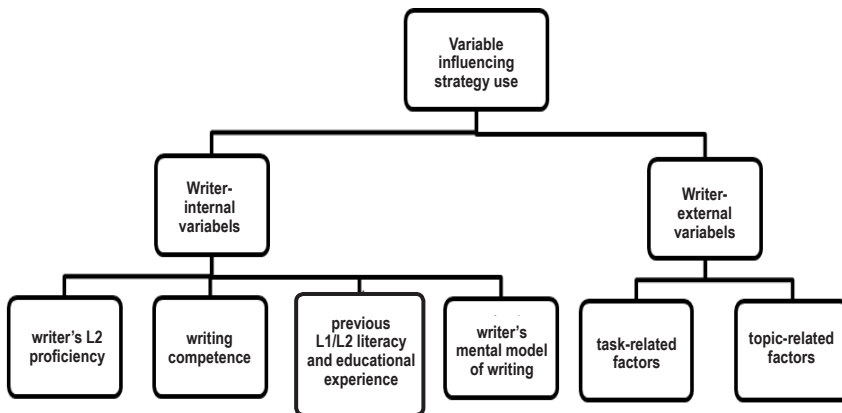 Variable
influencing
strategy use
Writer-
internal
variabels
Writer-
external
variables
writer's L2
proficiency
writing
competence
previous
L1/L2 literacy
and educational
experience
writer's
mental model
of writing
task-related
factors
topic-related
factors